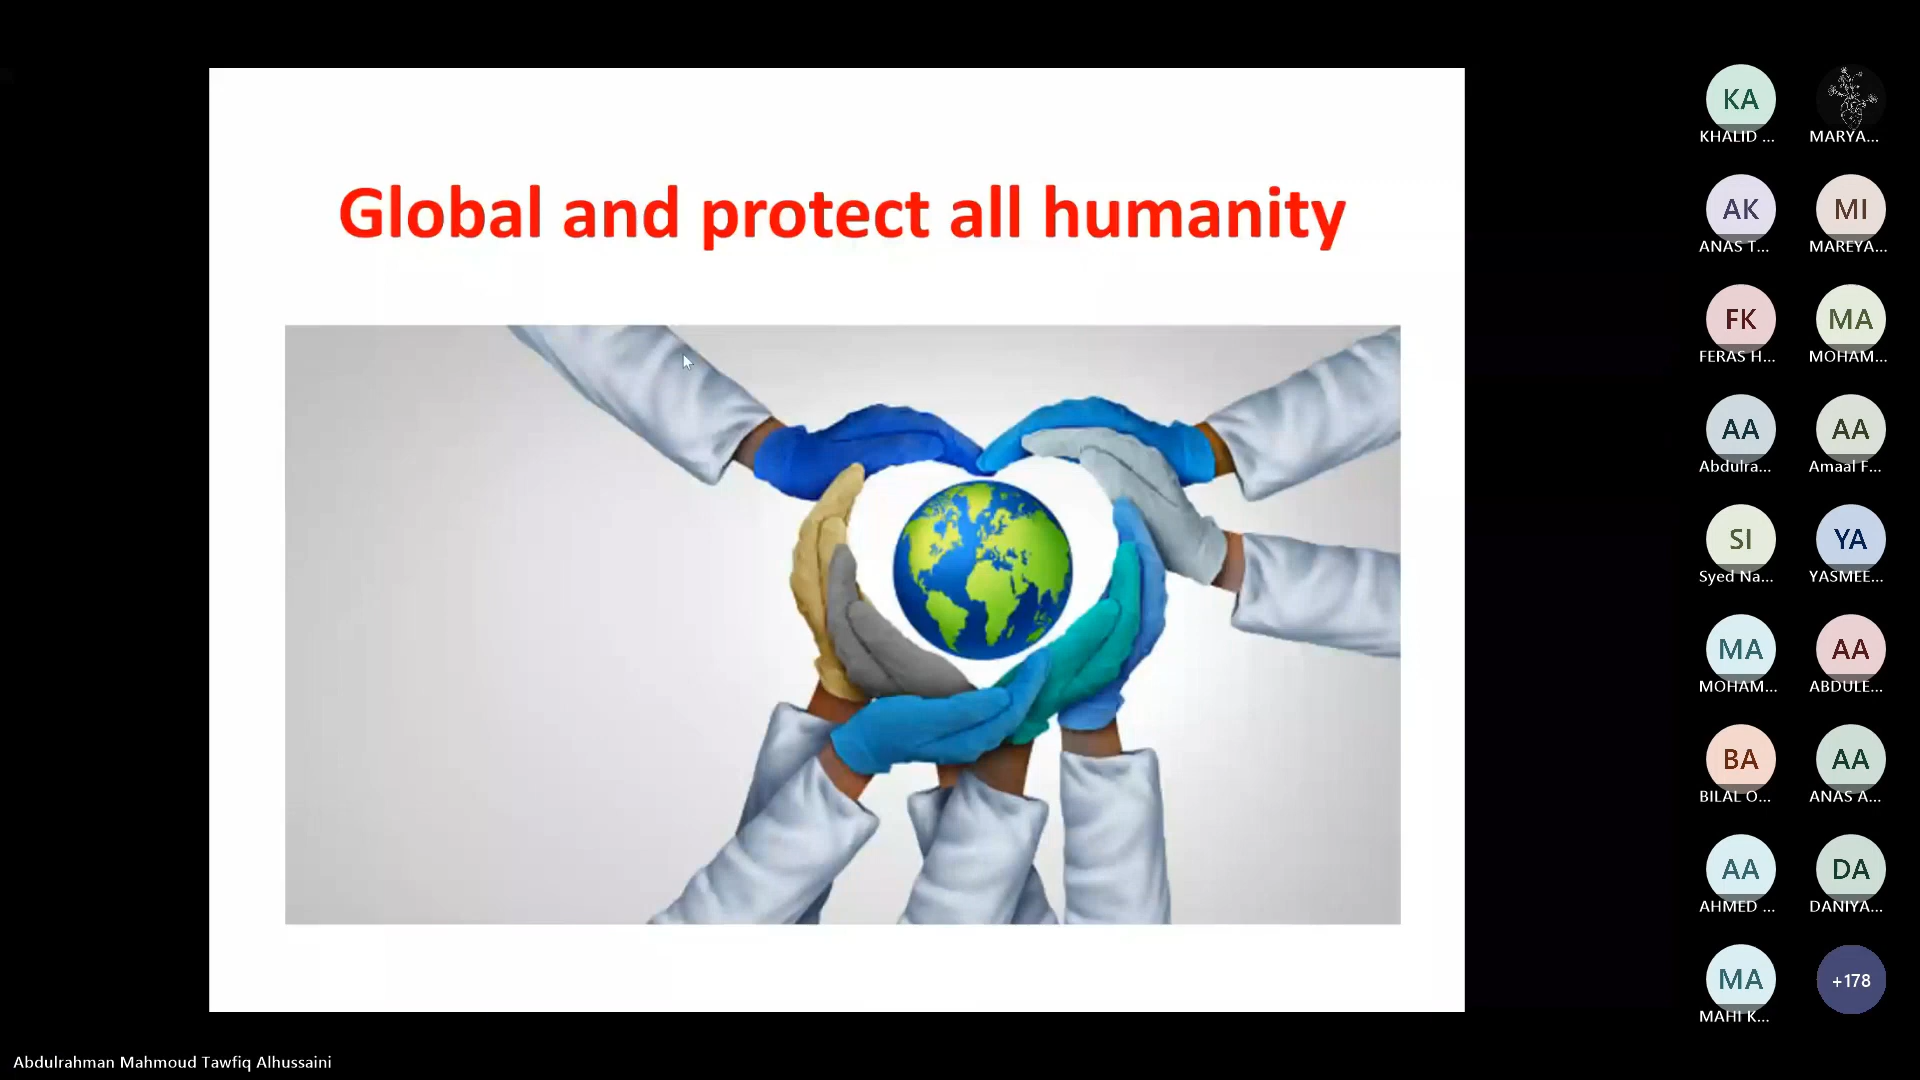 Global and protect all humanity
KA
KHALID ...
MARYA...
AK
ANAS T...
MI
MAREYA...
FK
FERAS H...
MA
MOHAM...
AA
Abdulra...
AA
Amaal F...
SI
Syed Na...
YA
YASMEE...
MA
MOHAM...
AA
ABDULE...
BA
BILAL O...
AA
ANAS A...
AA
AHMED ...
DA
DANIYA...
MA
MAHI K...
+178
Abdulrahman Mahmoud Tawfiq Alhussaini